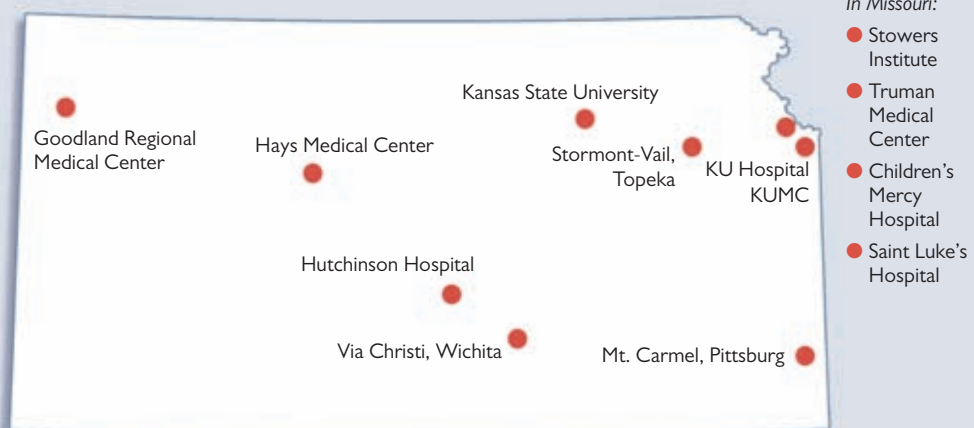 In Missouri:
Stowers
Institute
Truman
Medical
Center
Children's
Mercy
Hospital
Saint Luke's
Hospital
Kansas State University
Goodland Regional
Medical Center
Hays Medical Center
Stormont-Vail,
Topeka
KU Hospital
KUMC
Hutchinson Hospital
Via Christi, Wichita
Mt. Carmel, Pittsburg